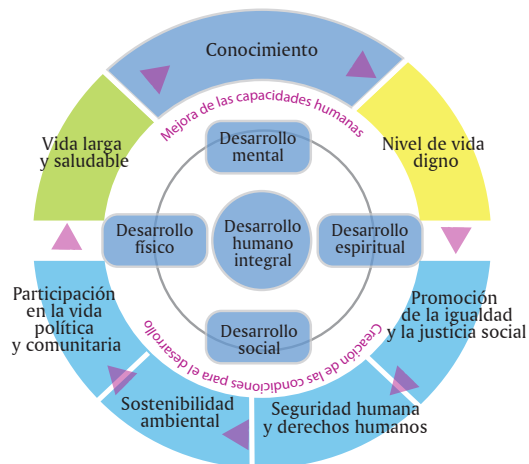 Conocimiento
Mejora de las capacidades humanas
Vida larga
y saludable
Nivel de vida
digno
Desarrollo
mental
Desarrollo
físico
Desarrollo
humano
integral
Desarrollo
espiritual
Desarrollo
social
Creación de las condiciones para el desarrollo
Participación
en la vida
política
y comunitaria
Promoción
de la igualdad
y la justicia social
Sostenibilidad
ambiental
Seguridad humana
y derechos humanos